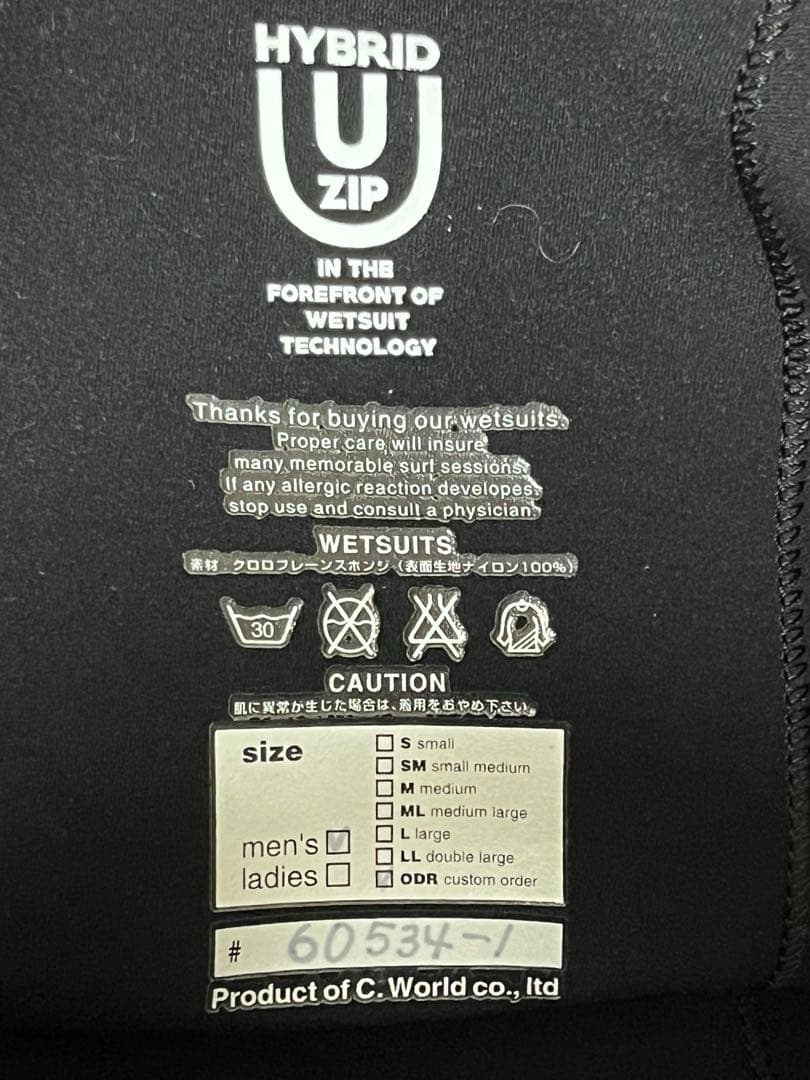 HYBRID
U
ZIP
IN THE
FOREFRONT OF
WETSUIT
TECHNOLOGY
Thanks for buying our wetsuits.
Proper care will insure
many memorable surf sessions.
If any allergic reaction developes,
stop use and consult a physician.
WETSUITS
素材．クロロフレーンスホンジ（表面生地ナイロン100%）
30
CAUTION
肌に異常が生じた場合は、着用をおやめ下さい。
size
S small
SM small medium
M medium
ML medium large
men's
L large
ladies
LL double large
ODR custom order
# 60534-1
Product of C. World co., ltd